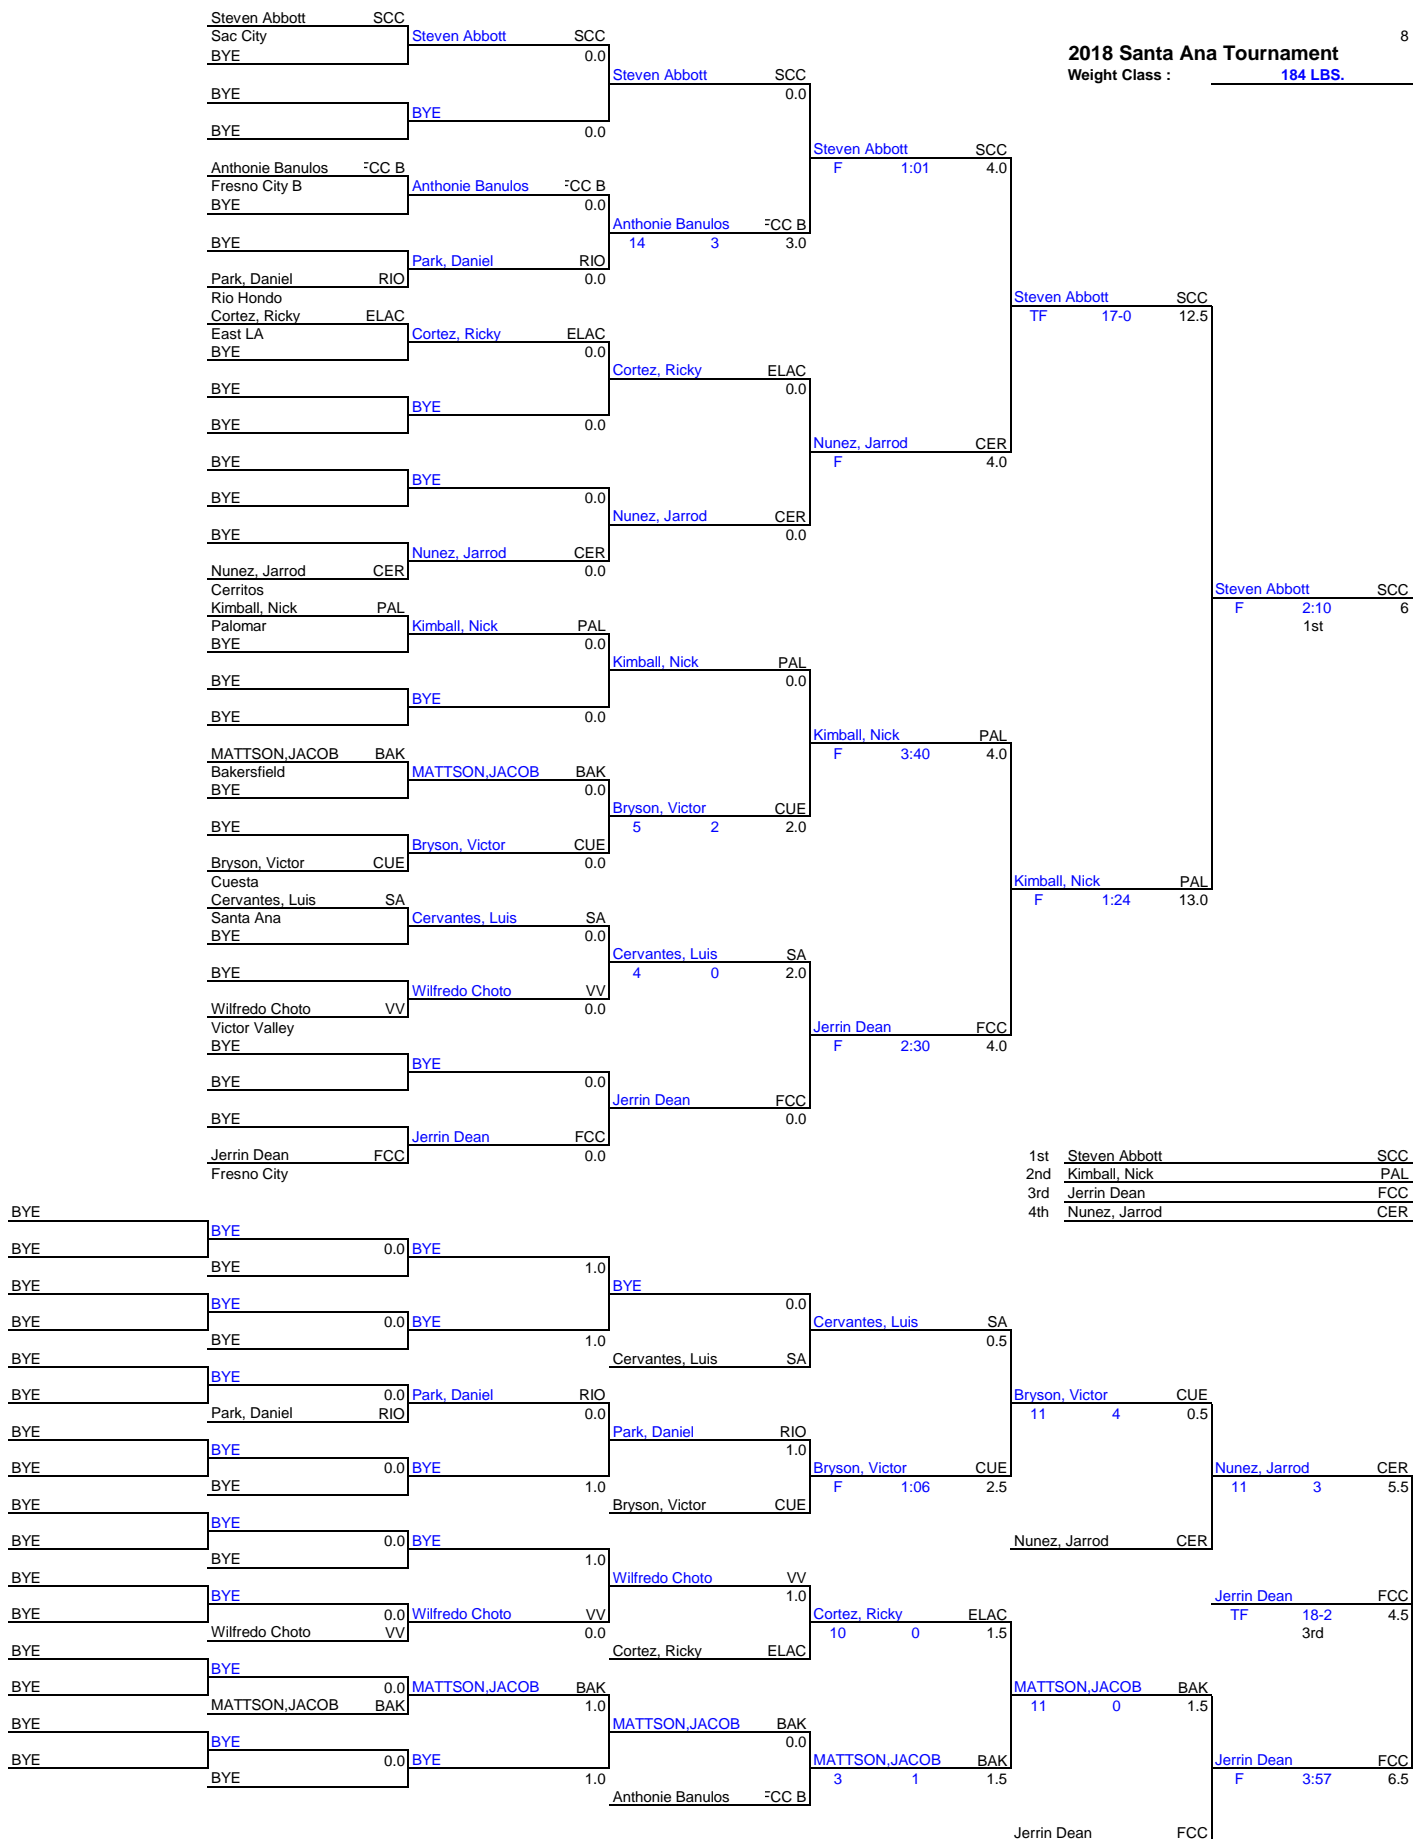 Steven Abbott SCC
Sac City Steven Abbott SCC 8
BYE 0.0 2018 Santa Ana Tournament
Steven Abbott SCC Weight Class : 184 LBS.
BYE 0.0
BYE
BYE 0.0
Steven Abbott SCC
Anthonie Banulos FCC B F 1:01 4.0
Fresno City B Anthonie Banulos FCC B
BYE 0.0
Anthonie Banulos FCC B
BYE 14 3 3.0
Park, Daniel RIO
Park, Daniel RIO 0.0
Rio Hondo Steven Abbott SCC
Cortez, Ricky ELAC TF 17-0 12.5
East LA Cortez, Ricky ELAC
BYE 0.0
Cortez, Ricky ELAC
BYE 0.0
BYE
BYE 0.0
Nunez, Jarrod CER
BYE F 4.0
BYE
BYE 0.0
Nunez, Jarrod CER
BYE 0.0
Nunez, Jarrod CER
Nunez, Jarrod CER 0.0
Cerritos Steven Abbott SCC
Kimball, Nick PAL F 2:10 6
Palomar Kimball, Nick PAL 1st
BYE 0.0
Kimball, Nick PAL
BYE 0.0
BYE
BYE 0.0
Kimball, Nick PAL
MATTSON,JACOB BAK F 3:40 4.0
Bakersfield MATTSON,JACOB BAK
BYE 0.0
Bryson, Victor CUE
BYE 5 2 2.0
Bryson, Victor CUE
Bryson, Victor CUE 0.0
Cuesta Kimball, Nick PAL
Cervantes, Luis SA F 1:24 13.0
Santa Ana Cervantes, Luis SA
BYE 0.0
Cervantes, Luis SA
BYE 4 0 2.0
Wilfredo Choto VV
Wilfredo Choto VV 0.0
Victor Valley Jerrin Dean FCC
BYE F 2:30 4.0
BYE
BYE 0.0
Jerrin Dean FCC
BYE 0.0
Jerrin Dean FCC
Jerrin Dean FCC 0.0 1st Steven Abbott SCC
Fresno City 2nd Kimball, Nick PAL
3rd Jerrin Dean FCC
BYE 4th Nunez, Jarrod CER
BYE
BYE 0.0 BYE
BYE 1.0
BYE BYE
BYE 0.0
BYE 0.0 BYE Cervantes, Luis SA
BYE 1.0 0.5
BYE Cervantes, Luis SA
BYE
BYE 0.0 Park, Daniel RIO Bryson, Victor CUE
Park, Daniel RIO 0.0 11 4 0.5
BYE Park, Daniel RIO
BYE 1.0
BYE 0.0 BYE Bryson, Victor CUE Nunez, Jarrod CER
BYE 1.0 F 1:06 2.5 11 3 5.5
BYE Bryson, Victor CUE
BYE
BYE 0.0 BYE Nunez, Jarrod CER
BYE 1.0
BYE Wilfredo Choto VV
BYE 1.0 Jerrin Dean FCC
BYE 0.0 Wilfredo Choto VV Cortez, Ricky ELAC TF 18-2 4.5
Wilfredo Choto VV 0.0 10 0 1.5 3rd
BYE Cortez, Ricky ELAC
BYE
BYE 0.0 MATTSON,JACOB BAK MATTSON,JACOB BAK
MATTSON,JACOB BAK 1.0 11 0 1.5
BYE MATTSON,JACOB BAK
BYE 0.0
BYE 0.0 BYE MATTSON,JACOB BAK Jerrin Dean FCC
BYE 1.0 3 1 1.5 F 3:57 6.5
Anthonie Banulos FCC B
Jerrin Dean FCC